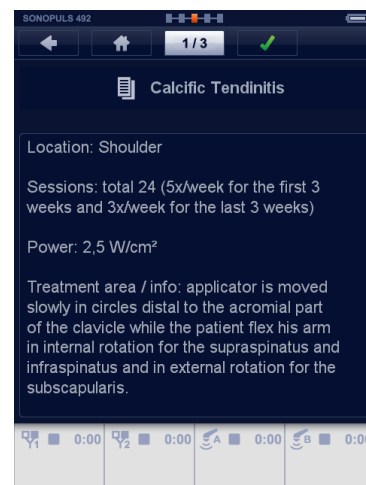 SONOPULS 492
1 / 3
Calcific Tendinitis
Location: Shoulder
Sessions: total 24 (5x/week for the first 3
weeks and 3x/week for the last 3 weeks)
Power: 2,5 W/cm²
Treatment area / info: applicator is moved
slowly in circles distal to the acromial part
of the clavicle while the patient flex his arm
in internal rotation for the supraspinatus and
infraspinatus and in external rotation for the
subscapularis.
Y1 0:00 Y2 0:00 A 0:00 B 0:00